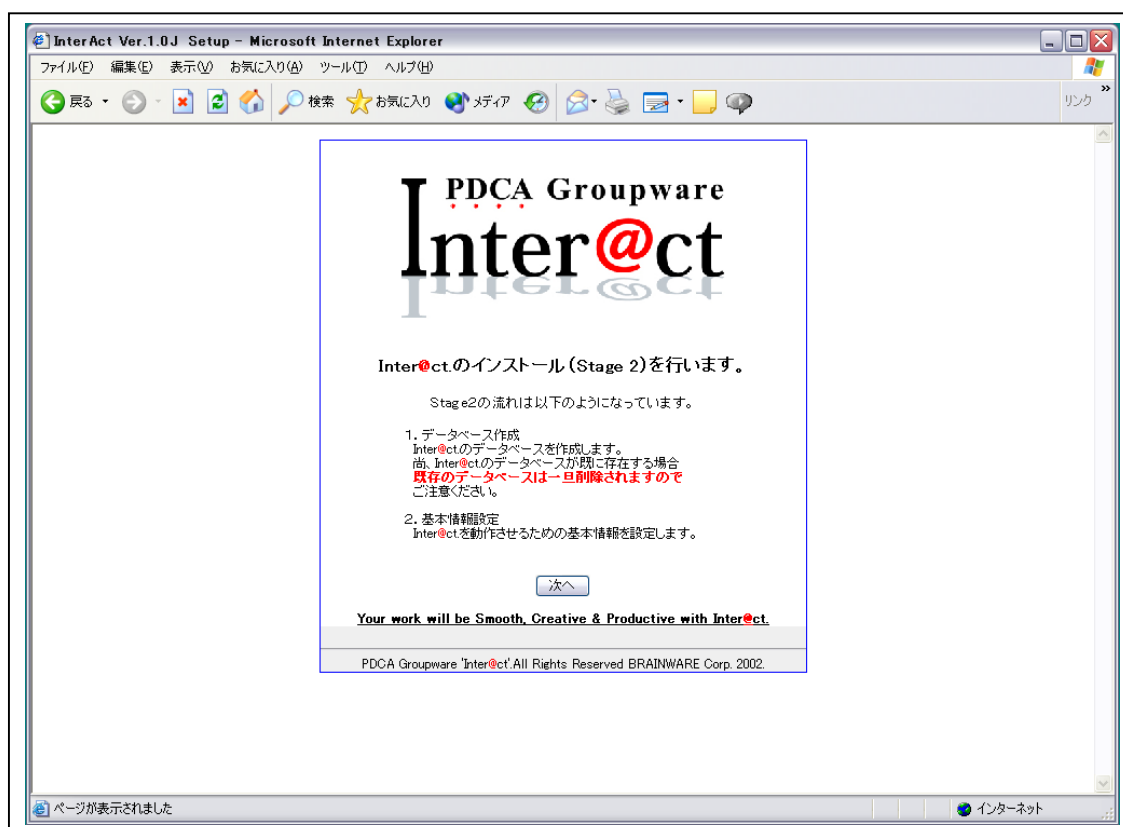 InterAct Ver.1.0J Setup - Microsoft Internet Explorer
ファイル(F) 編集(E) 表示(V) お気に入り(A) ツール(T) ヘルプ(H)
戻る 検索 お気に入り メディア リンク »
PDCA Groupware
Inter@ct
Inter@ct.のインストール(Stage 2)を行います。
Stage2の流れは以下のようになっています。
1. データベース作成
Inter@ct.のデータベースを作成します。
尚、Inter@ct.のデータベースが既に存在する場合
既存のデータベースは一旦削除されますので
ご注意ください。
2. 基本情報設定
Inter@ct.を動作させるための基本情報を設定します。
次へ
Your work will be Smooth, Creative & Productive with Inter@ct.
PDCA Groupware 'Inter@ct'.All Rights Reserved BRAINWARE Corp. 2002.
ページが表示されました インターネット